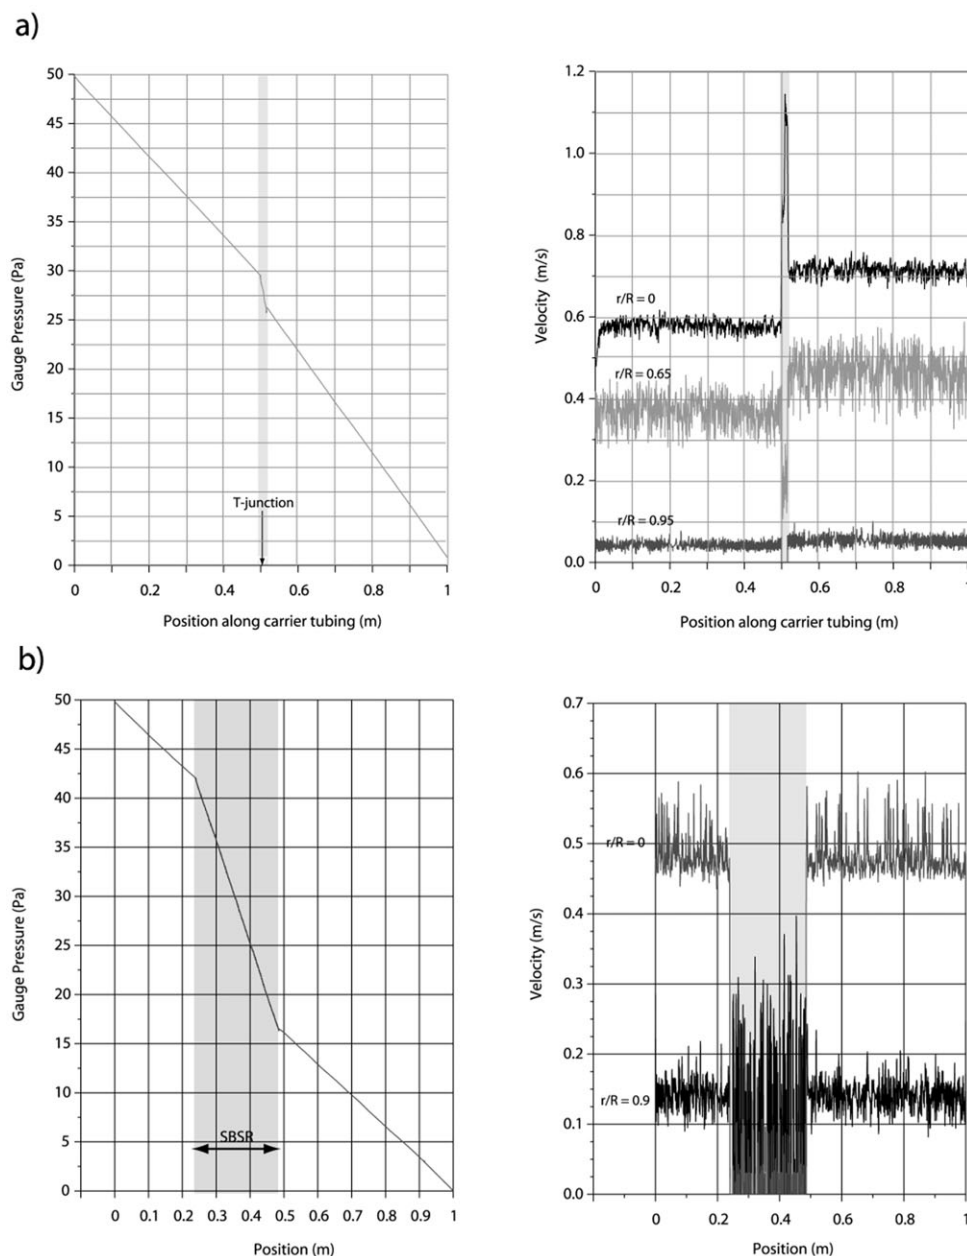 a)
50
45
40
35
30
25
20
15
10
5
0
Gauge Pressure (Pa)
T-junction
0 0.2 0.4 0.6 0.8 1
Position along carrier tubing (m)
1.2
1.0
0.8
0.6
0.4
0.2
0.0
Velocity (m/s)
r/R = 0
r/R = 0.65
r/R = 0.95
0 0.2 0.4 0.6 0.8 1
Position along carrier tubing (m)
b)
50
45
40
35
30
25
20
15
10
5
0
Gauge Pressure (Pa)
SBSR
0 0.1 0.2 0.3 0.4 0.5 0.6 0.7 0.8 0.9 1
Position (m)
0.7
0.6
0.5
0.4
0.3
0.2
0.1
0.0
Velocity (m/s)
r/R = 0
r/R = 0.9
0 0.2 0.4 0.6 0.8 1
Position (m)